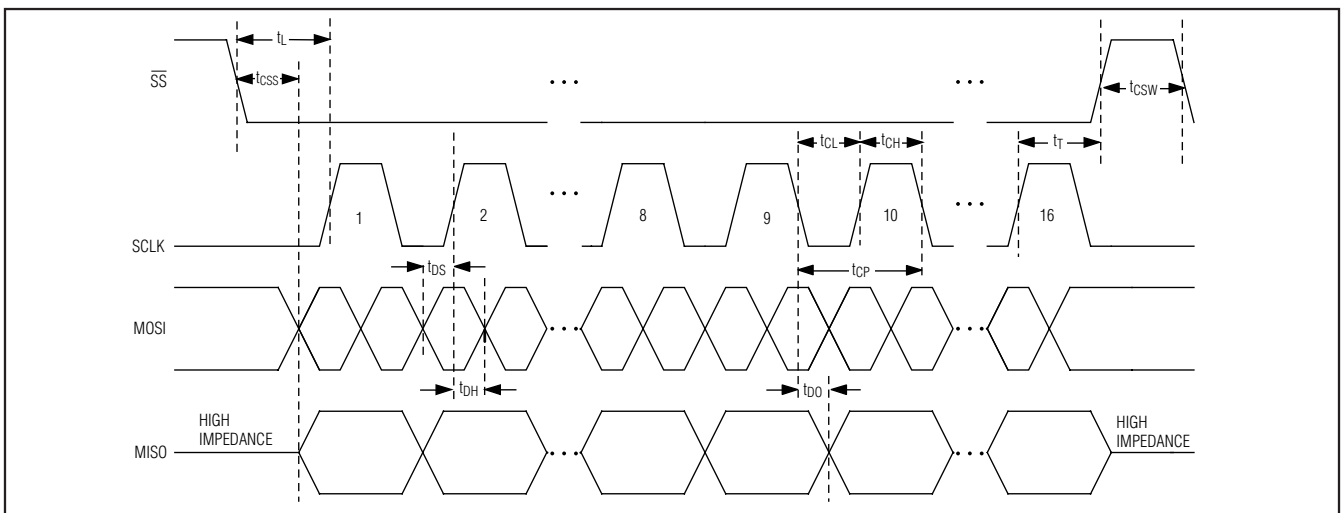 tL
tCSS
SS
tCSW
tCL
tCH
tT
1
2
8
9
10
16
SCLK
tDS
tCP
MOSI
tDH
tDO
HIGH
IMPEDANCE
MISO
HIGH
IMPEDANCE